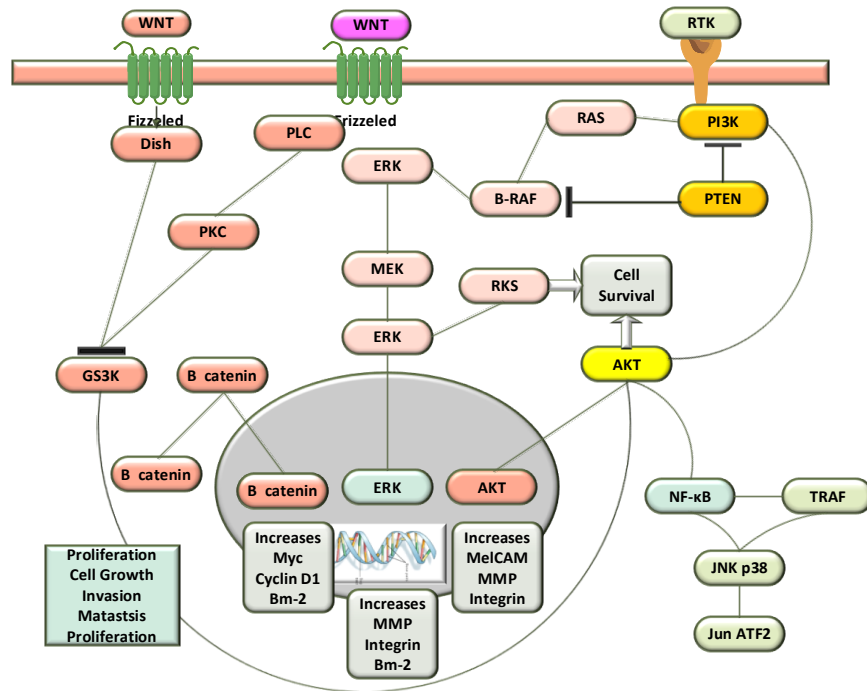 WNT
WNT
RTK
Fizzeled
Frizzeled
Dish
PLC
RAS
PI3K
ERK
B-RAF
PTEN
PKC
MEK
RKS
Cell
Survival
ERK
GS3K
B catenin
AKT
B catenin
B catenin
ERK
AKT
NF-κB
TRAF
Increases
Myc
Cyclin D1
Bm-2
Increases
MelCAM
MMP
Integrin
Increases
MMP
Integrin
Bm-2
Proliferation
Cell Growth
Invasion
Matastsis
Proliferation
JNK p38
Jun ATF2